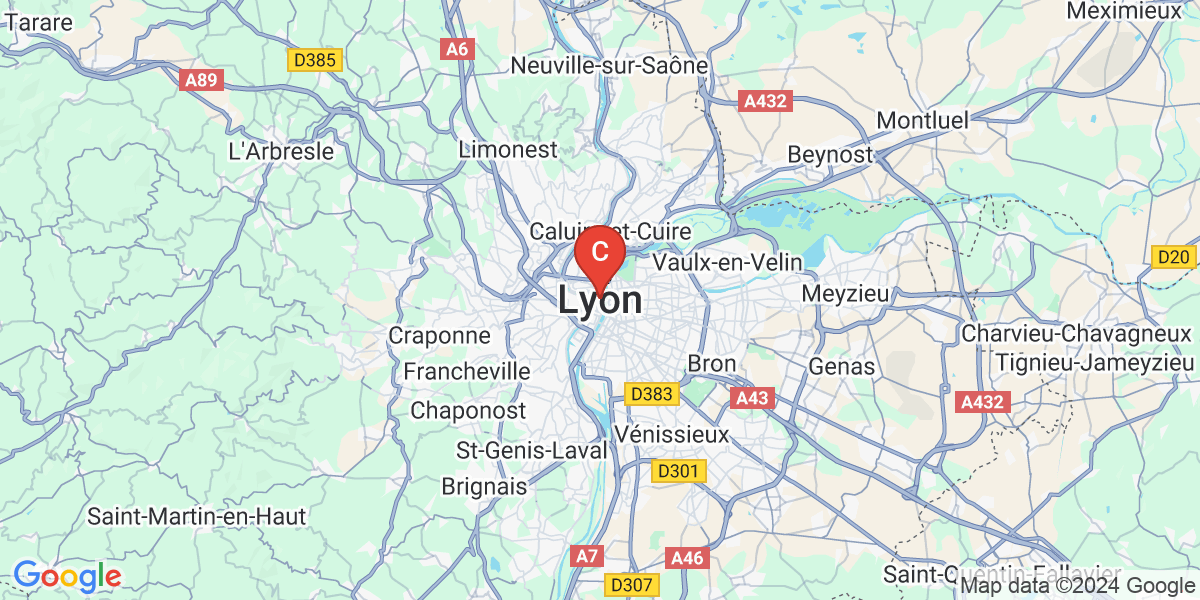 Meximieux
Tarare
A6
D385
Neuville-sur-Saône
A89
A432
Montluel
L'Arbresle
Limonest
Beynost
Caluire-et-Cuire
C
Vaulx-en-Velin
D20
Meyzieu
Lyon
Craponne
Charvieu-Chavagneux
Bron
Genas
Tignieu-Jameyzieu
Francheville
D383
A43
A432
Chaponost
Vénissieux
St-Genis-Laval
D301
Brignais
Saint-Martin-en-Haut
A7
A46
Google
D307
Saint-Quentin-Fallavier
Map data ©2024 Google